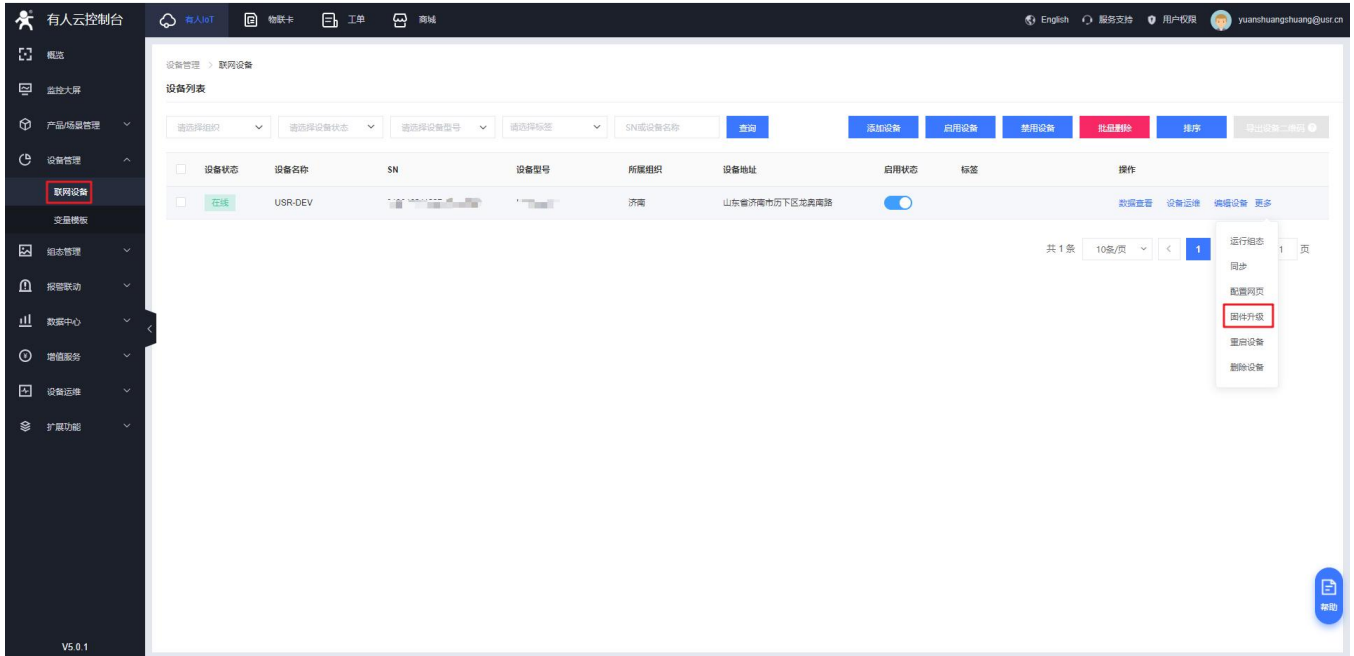 有人云控制台
有人IoT 物联卡 工单 商城
English 服务支持 用户权限 yuanshuangshuang@usr.cn
概览
监控大屏
产品/场景管理
设备管理
联网设备
变量模板
组态管理
报警联动
数据中心
增值服务
设备运维
扩展功能
V5.0.1
设备管理 > 联网设备
设备列表
请选择组织 请选择设备状态 请选择设备型号 请选择标签 SN或设备名称 查询 添加设备 启用设备 禁用设备 批量删除 排序 导出设备二维码
设备状态 设备名称 SN 设备型号 所属组织 设备地址 启用状态 标签 操作
在线 USR-DEV 济南 山东省济南市历下区龙奥南路 数据查看 设备运维 编辑设备 更多
共 1 条 10条/页 < 1 1 页
运行组态
同步
配置网页
固件升级
重启设备
删除设备
帮助